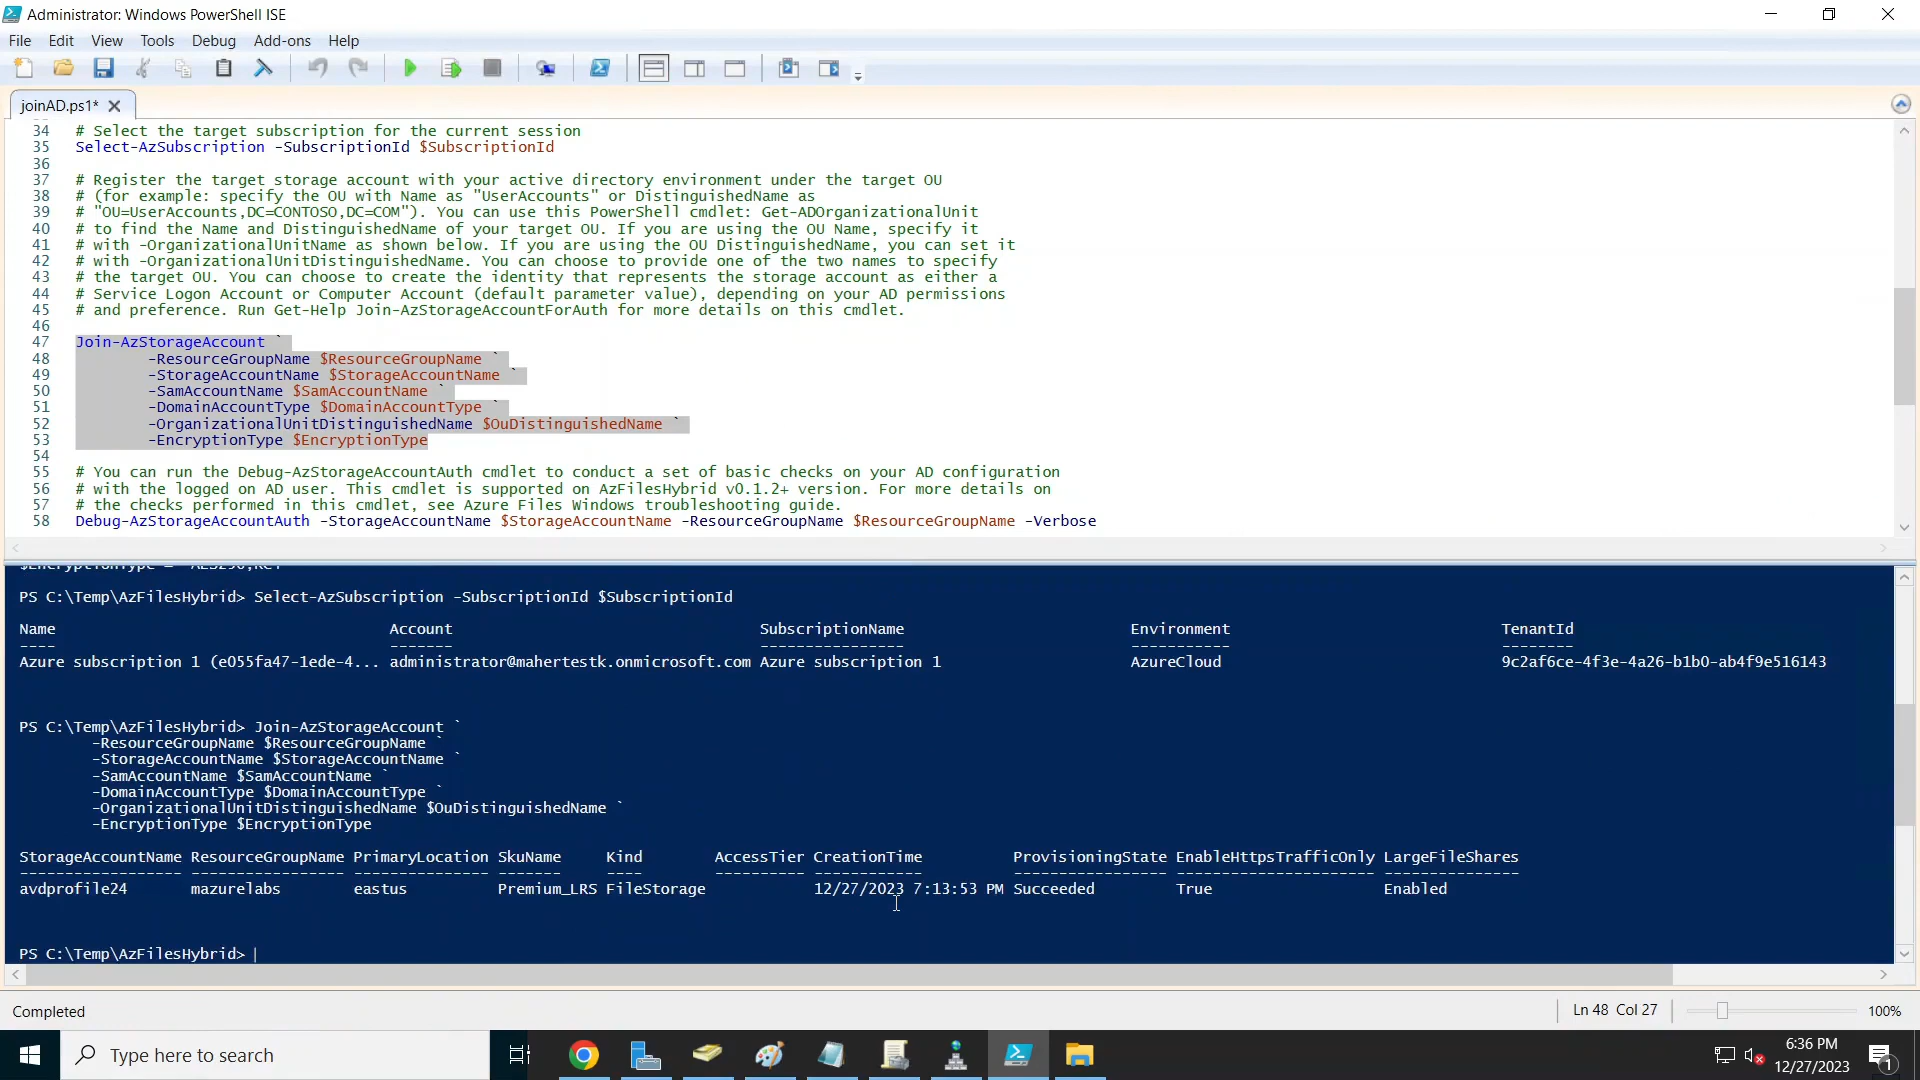 Administrator: Windows PowerShell ISE
File Edit View Tools Debug Add-ons Help
joinAD.ps1*
34 # Select the target subscription for the current session
35 Select-AzSubscription -SubscriptionId $SubscriptionId
36
37 # Register the target storage account with your active directory environment under the target OU
38 # (for example: specify the OU with Name as "UserAccounts" or DistinguishedName as
39 # "OU=UserAccounts,DC=CONTOSO,DC=COM"). You can use this PowerShell cmdlet: Get-ADOrganizationalUnit
40 # to find the Name and DistinguishedName of your target OU. If you are using the OU Name, specify it
41 # with -OrganizationalUnitName as shown below. If you are using the OU DistinguishedName, you can set it
42 # with -OrganizationalUnitDistinguishedName. You can choose to provide one of the two names to specify
43 # the target OU. You can choose to create the identity that represents the storage account as either a
44 # Service Logon Account or Computer Account (default parameter value), depending on your AD permissions
45 # and preference. Run Get-Help Join-AzStorageAccountForAuth for more details on this cmdlet.
46
47 Join-AzStorageAccount `
48 -ResourceGroupName $ResourceGroupName `
49 -StorageAccountName $StorageAccountName `
50 -SamAccountName $SamAccountName `
51 -DomainAccountType $DomainAccountType `
52 -OrganizationalUnitDistinguishedName $OuDistinguishedName `
53 -EncryptionType $EncryptionType
54
55 # You can run the Debug-AzStorageAccountAuth cmdlet to conduct a set of basic checks on your AD configuration
56 # with the logged on AD user. This cmdlet is supported on AzFilesHybrid v0.1.2+ version. For more details on
57 # the checks performed in this cmdlet, see Azure Files Windows troubleshooting guide.
58 Debug-AzStorageAccountAuth -StorageAccountName $StorageAccountName -ResourceGroupName $ResourceGroupName -Verbose
PS C:\Temp\AzFilesHybrid> Select-AzSubscription -SubscriptionId $SubscriptionId
Name Account SubscriptionName Environment TenantId
---- ------- ---------------- ----------- --------
Azure subscription 1 (e055fa47-1ede-4... administrator@mahertestk.onmicrosoft.com Azure subscription 1 AzureCloud 9c2af6ce-4f3e-4a26-b1b0-ab4f9e516143
PS C:\Temp\AzFilesHybrid> Join-AzStorageAccount `
-ResourceGroupName $ResourceGroupName `
-StorageAccountName $StorageAccountName `
-SamAccountName $SamAccountName `
-DomainAccountType $DomainAccountType `
-OrganizationalUnitDistinguishedName $OuDistinguishedName `
-EncryptionType $EncryptionType
StorageAccountName ResourceGroupName PrimaryLocation SkuName Kind AccessTier CreationTime ProvisioningState EnableHttpsTrafficOnly LargeFileShares
------------------ ----------------- --------------- ------- ---- ---------- ------------ ----------------- ---------------------- ---------------
avdprofile24 mazurelabs eastus Premium_LRS FileStorage 12/27/2023 7:13:53 PM Succeeded True Enabled
PS C:\Temp\AzFilesHybrid>
Completed Ln 48 Col 27 100%
Type here to search
6:36 PM
12/27/2023
1